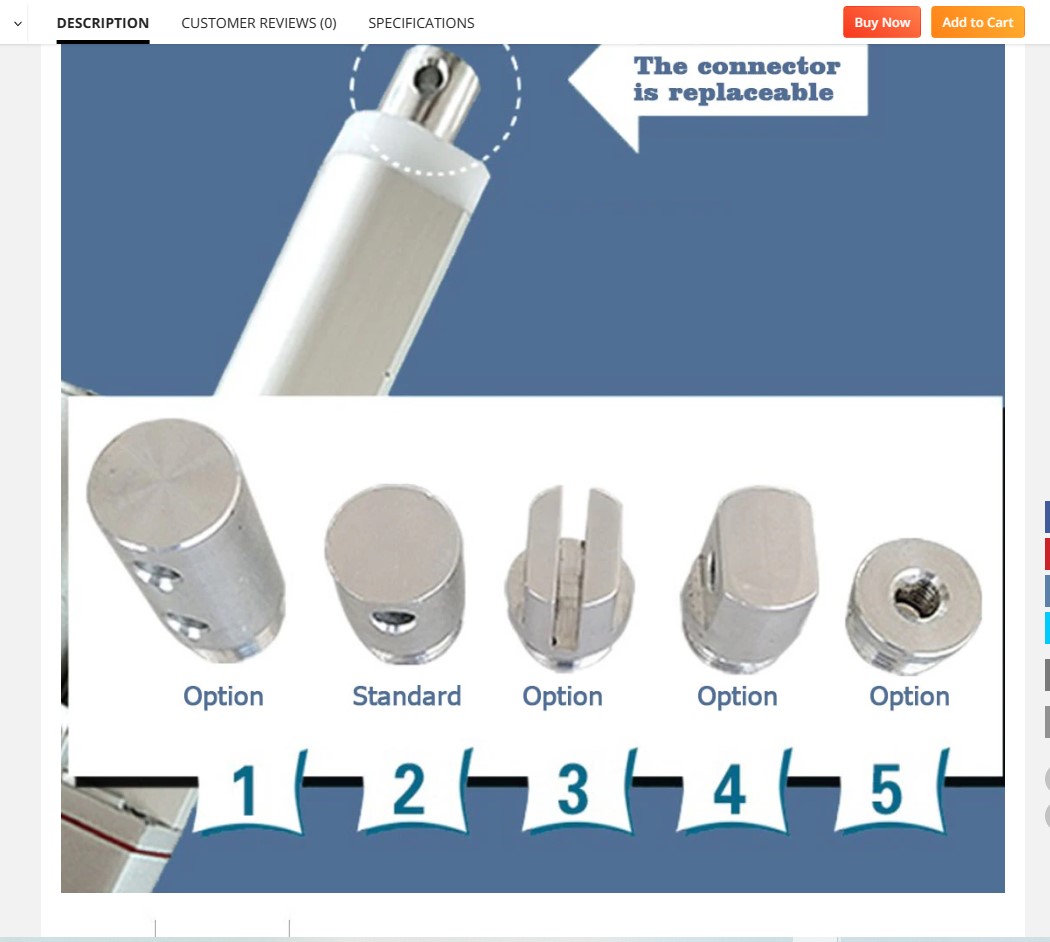 DESCRIPTION
CUSTOMER REVIEWS (0)
SPECIFICATIONS
Buy Now
Add to Cart
The connector
is replaceable
Option
Standard
Option
Option
Option
1
2
3
4
5